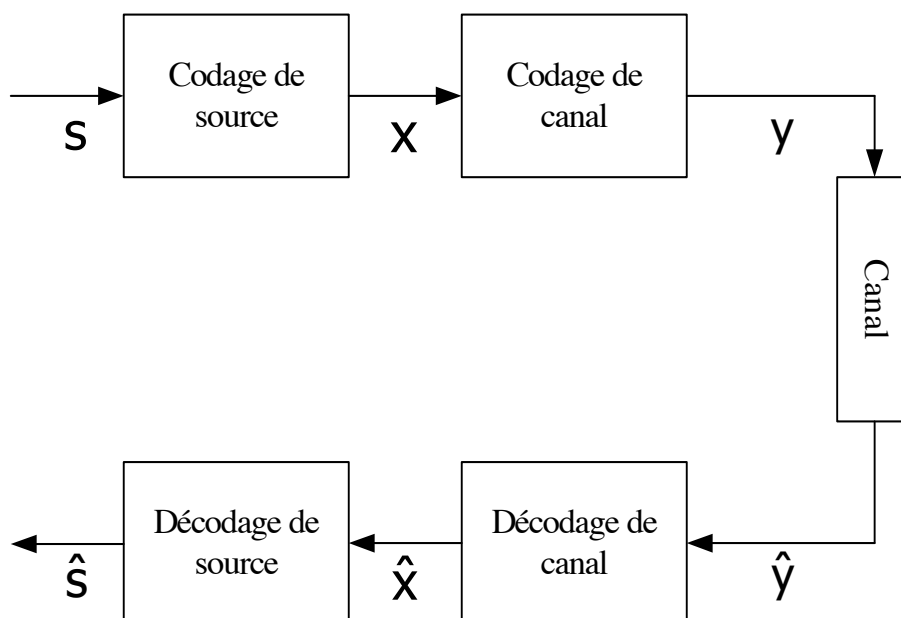 Codage de
source
Codage de
canal
s
x
y
Canal
Décodage de
source
Décodage de
canal
ŝ
x̂
ŷ